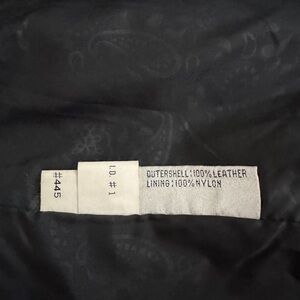 #445
I.D. #1
OUTERSHELL:100%LEATHER
LINING:100%NYLON